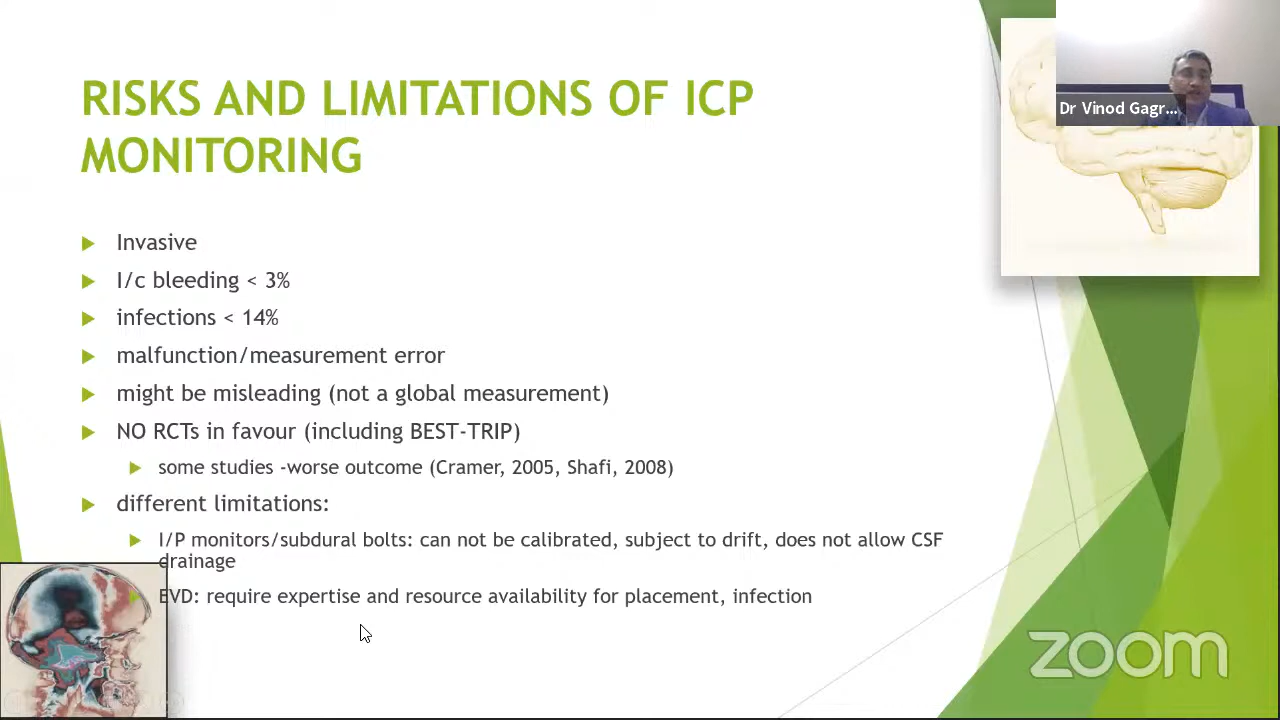 RISKS AND LIMITATIONS OF ICP
MONITORING
Dr Vinod Gagr...
Invasive
I/c bleeding < 3%
infections < 14%
malfunction/measurement error
might be misleading (not a global measurement)
NO RCTs in favour (including BEST-TRIP)
some studies -worse outcome (Cramer, 2005, Shafi, 2008)
different limitations:
I/P monitors/subdural bolts: can not be calibrated, subject to drift, does not allow CSF
drainage
EVD: require expertise and resource availability for placement, infection
zoom